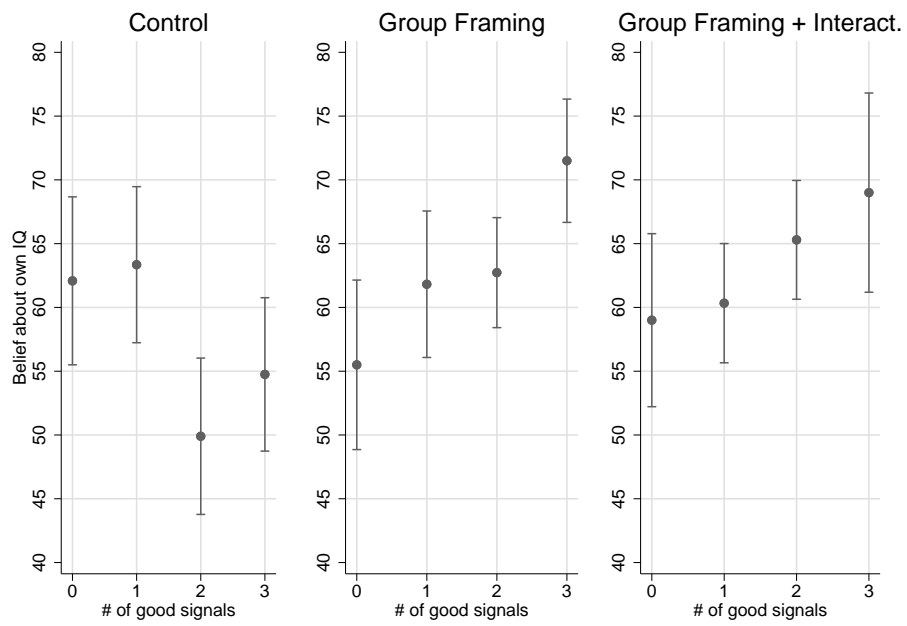 Control
Group Framing
Group Framing + Interact.
Belief about own IQ
80
75
70
65
60
55
50
45
40
0 1 2 3
# of good signals
80
75
70
65
60
55
50
45
40
0 1 2 3
# of good signals
80
75
70
65
60
55
50
45
40
0 1 2 3
# of good signals